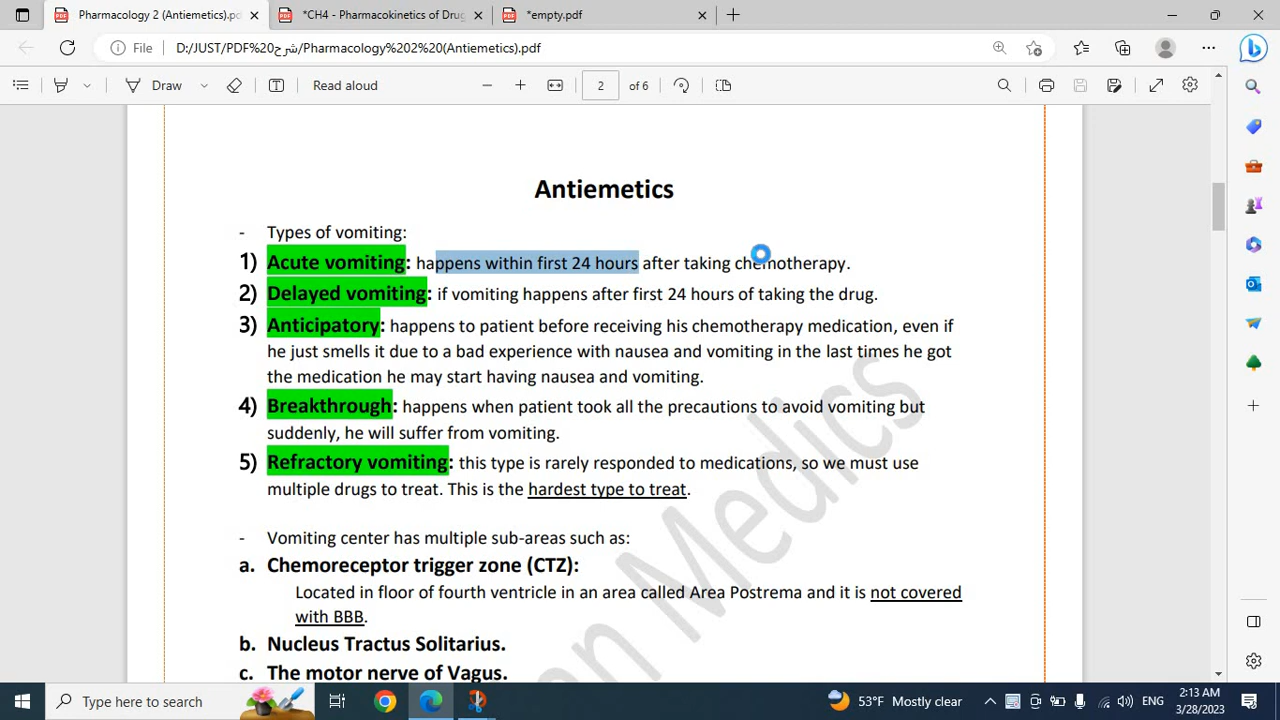 Pharmacology 2 (Antiemetics).pd
*CH4 - Pharmacokinetics of Drug
*empty.pdf
File
D:/JUST/PDF%20شرح/Pharmacology%202%20(Antiemetics).pdf
Draw
Read aloud
2
of 6
Antiemetics
- Types of vomiting:
1) Acute vomiting: happens within first 24 hours after taking chemotherapy.
2) Delayed vomiting: if vomiting happens after first 24 hours of taking the drug.
3) Anticipatory: happens to patient before receiving his chemotherapy medication, even if
he just smells it due to a bad experience with nausea and vomiting in the last times he got
the medication he may start having nausea and vomiting.
4) Breakthrough: happens when patient took all the precautions to avoid vomiting but
suddenly, he will suffer from vomiting.
5) Refractory vomiting: this type is rarely responded to medications, so we must use
multiple drugs to treat. This is the hardest type to treat.
- Vomiting center has multiple sub-areas such as:
a. Chemoreceptor trigger zone (CTZ):
Located in floor of fourth ventricle in an area called Area Postrema and it is not covered
with BBB.
b. Nucleus Tractus Solitarius.
c. The motor nerve of Vagus.
Medics
Type here to search
53°F Mostly clear
ENG
2:13 AM
3/28/2023